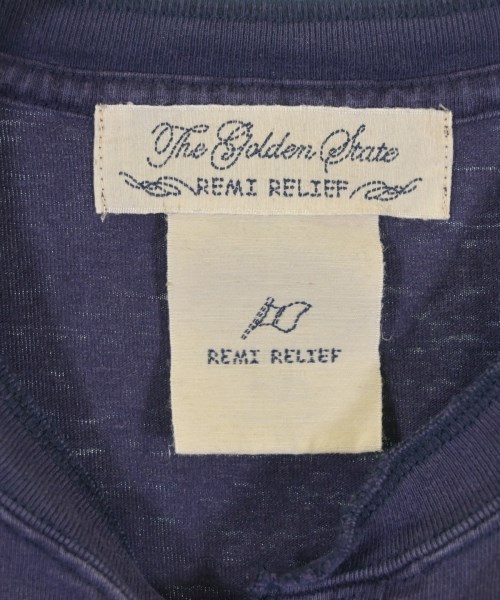 The Golden State
REMI RELIEF
REMI RELIEF